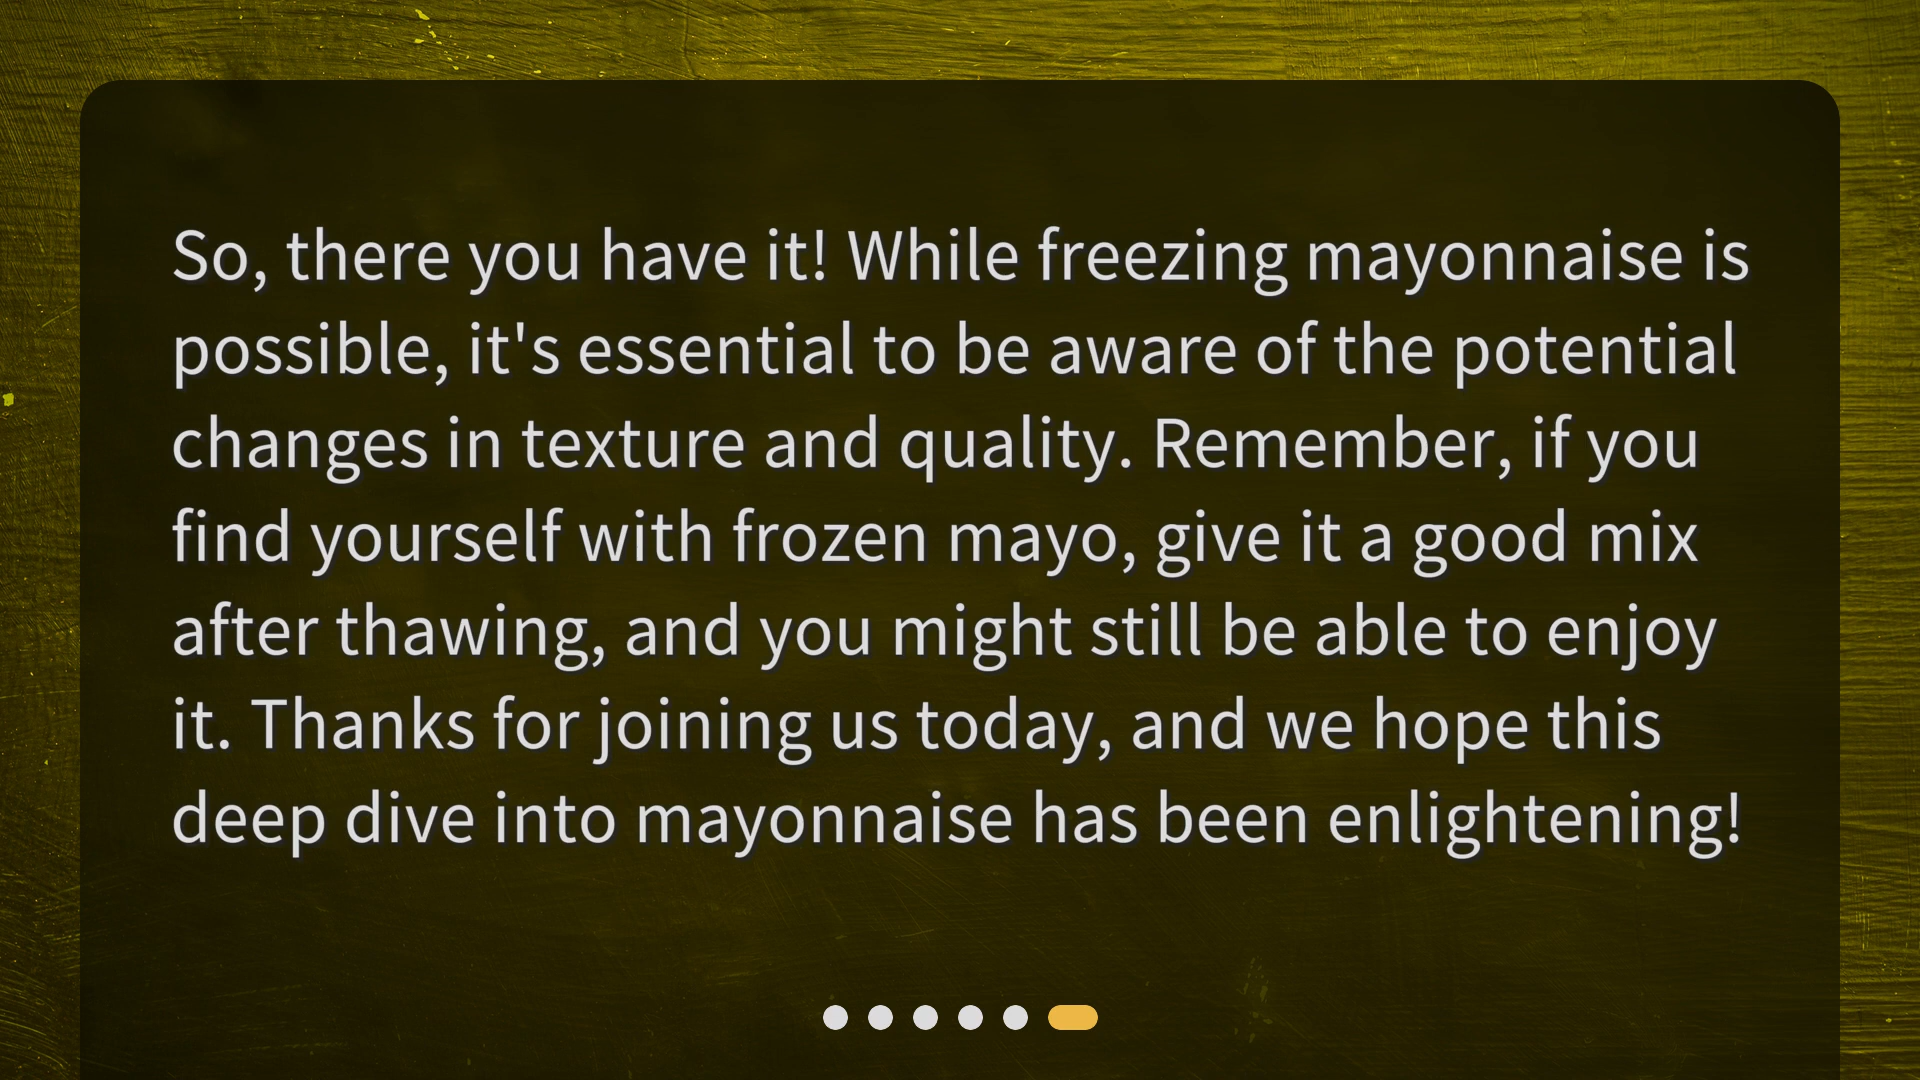 So, there you have it! While freezing mayonnaise is
possible, it's essential to be aware of the potential
changes in texture and quality. Remember, if you
find yourself with frozen mayo, give it a good mix
after thawing, and you might still be able to enjoy
it. Thanks for joining us today, and we hope this
deep dive into mayonnaise has been enlightening!